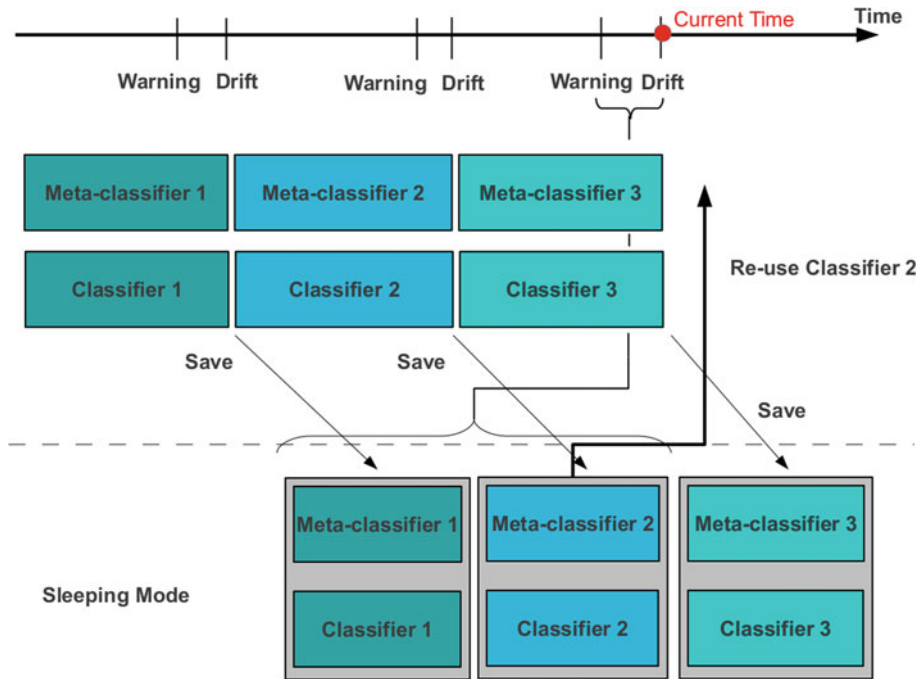 Current Time
Time
Warning Drift
Warning Drift
Warning Drift
Meta-classifier 1
Meta-classifier 2
Meta-classifier 3
Classifier 1
Classifier 2
Classifier 3
Re-use Classifier 2
Save
Save
Save
Meta-classifier 1
Meta-classifier 2
Meta-classifier 3
Sleeping Mode
Classifier 1
Classifier 2
Classifier 3